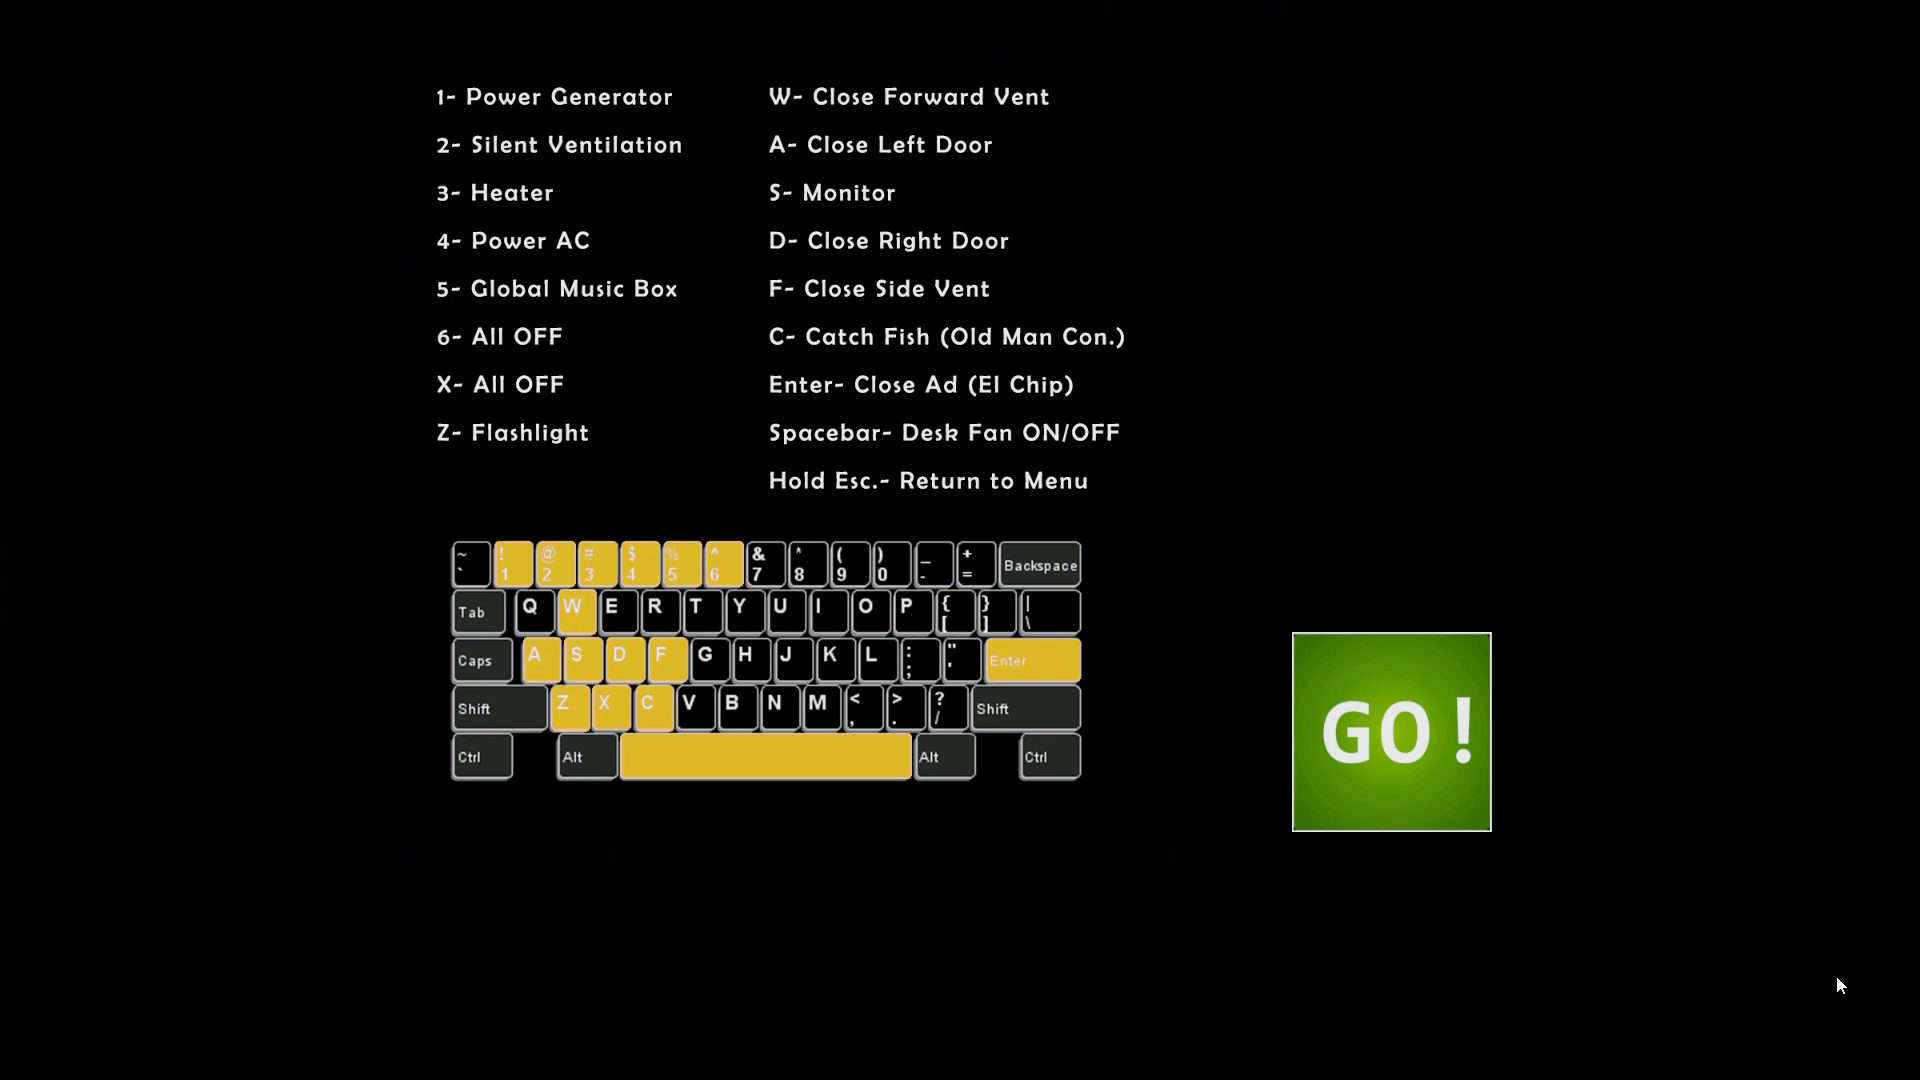 1- Power Generator
2- Silent Ventilation
3- Heater
4- Power AC
5- Global Music Box
6- All OFF
X- All OFF
Z- Flashlight
W- Close Forward Vent
A- Close Left Door
S- Monitor
D- Close Right Door
F- Close Side Vent
C- Catch Fish (Old Man Con.)
Enter- Close Ad (El Chip)
Spacebar- Desk Fan ON/OFF
Hold Esc.- Return to Menu
~ ! @ # $ % ^ & * ( ) _ +
` 1 2 3 4 5 6 7 8 9 0 - = Backspace
Tab Q W E R T Y U I O P { } |
[ ] \
Caps A S D F G H J K L : " Enter
; '
Shift Z X C V B N M < > ? Shift
, . /
Ctrl Alt Alt Ctrl
GO!